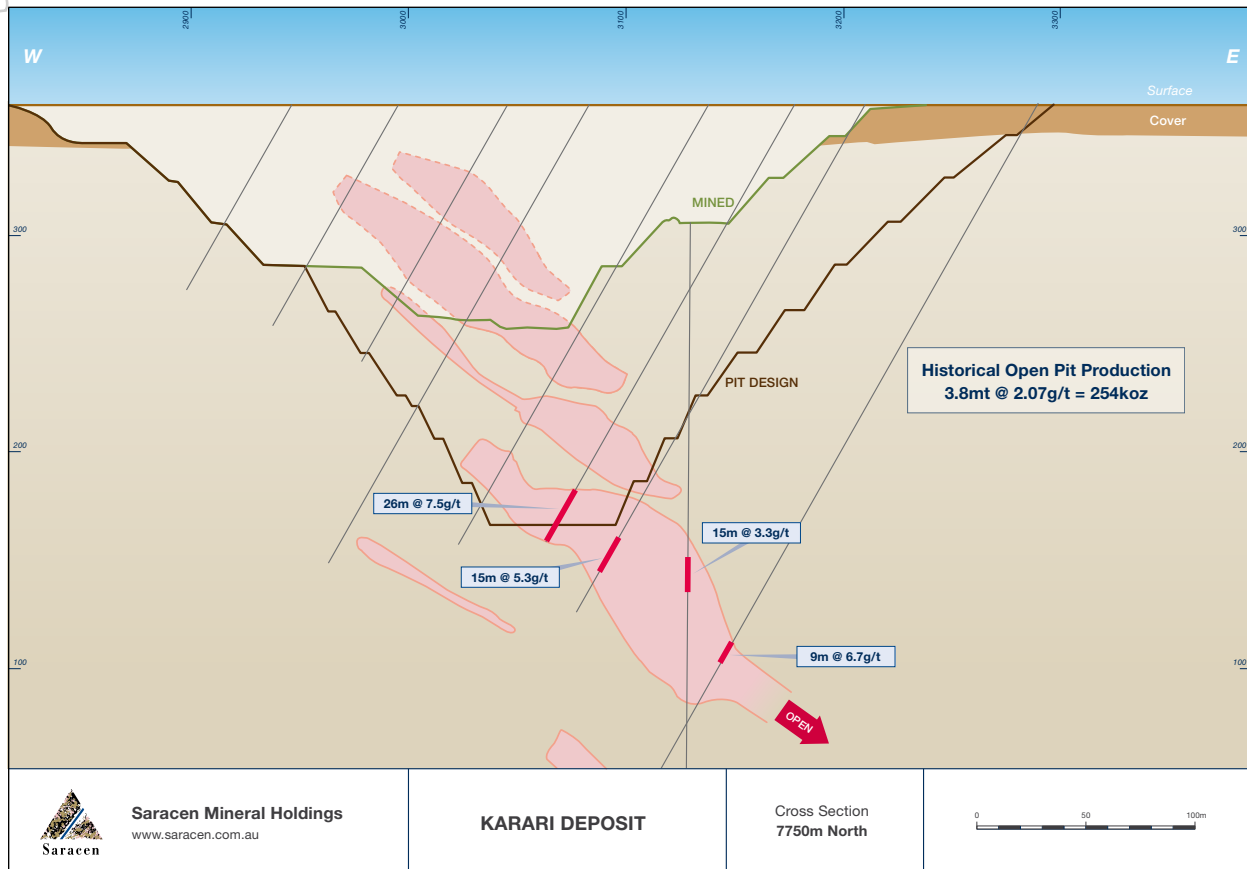 2900
3000
3100
3200
3300
W
E
Surface
Cover
MINED
300
300
PIT DESIGN
Historical Open Pit Production
3.8mt @ 2.07g/t = 254koz
200
200
26m @ 7.5g/t
15m @ 3.3g/t
15m @ 5.3g/t
9m @ 6.7g/t
100
100
OPEN
Saracen
Saracen Mineral Holdings
www.saracen.com.au
KARARI DEPOSIT
Cross Section
7750m North
0 50 100m